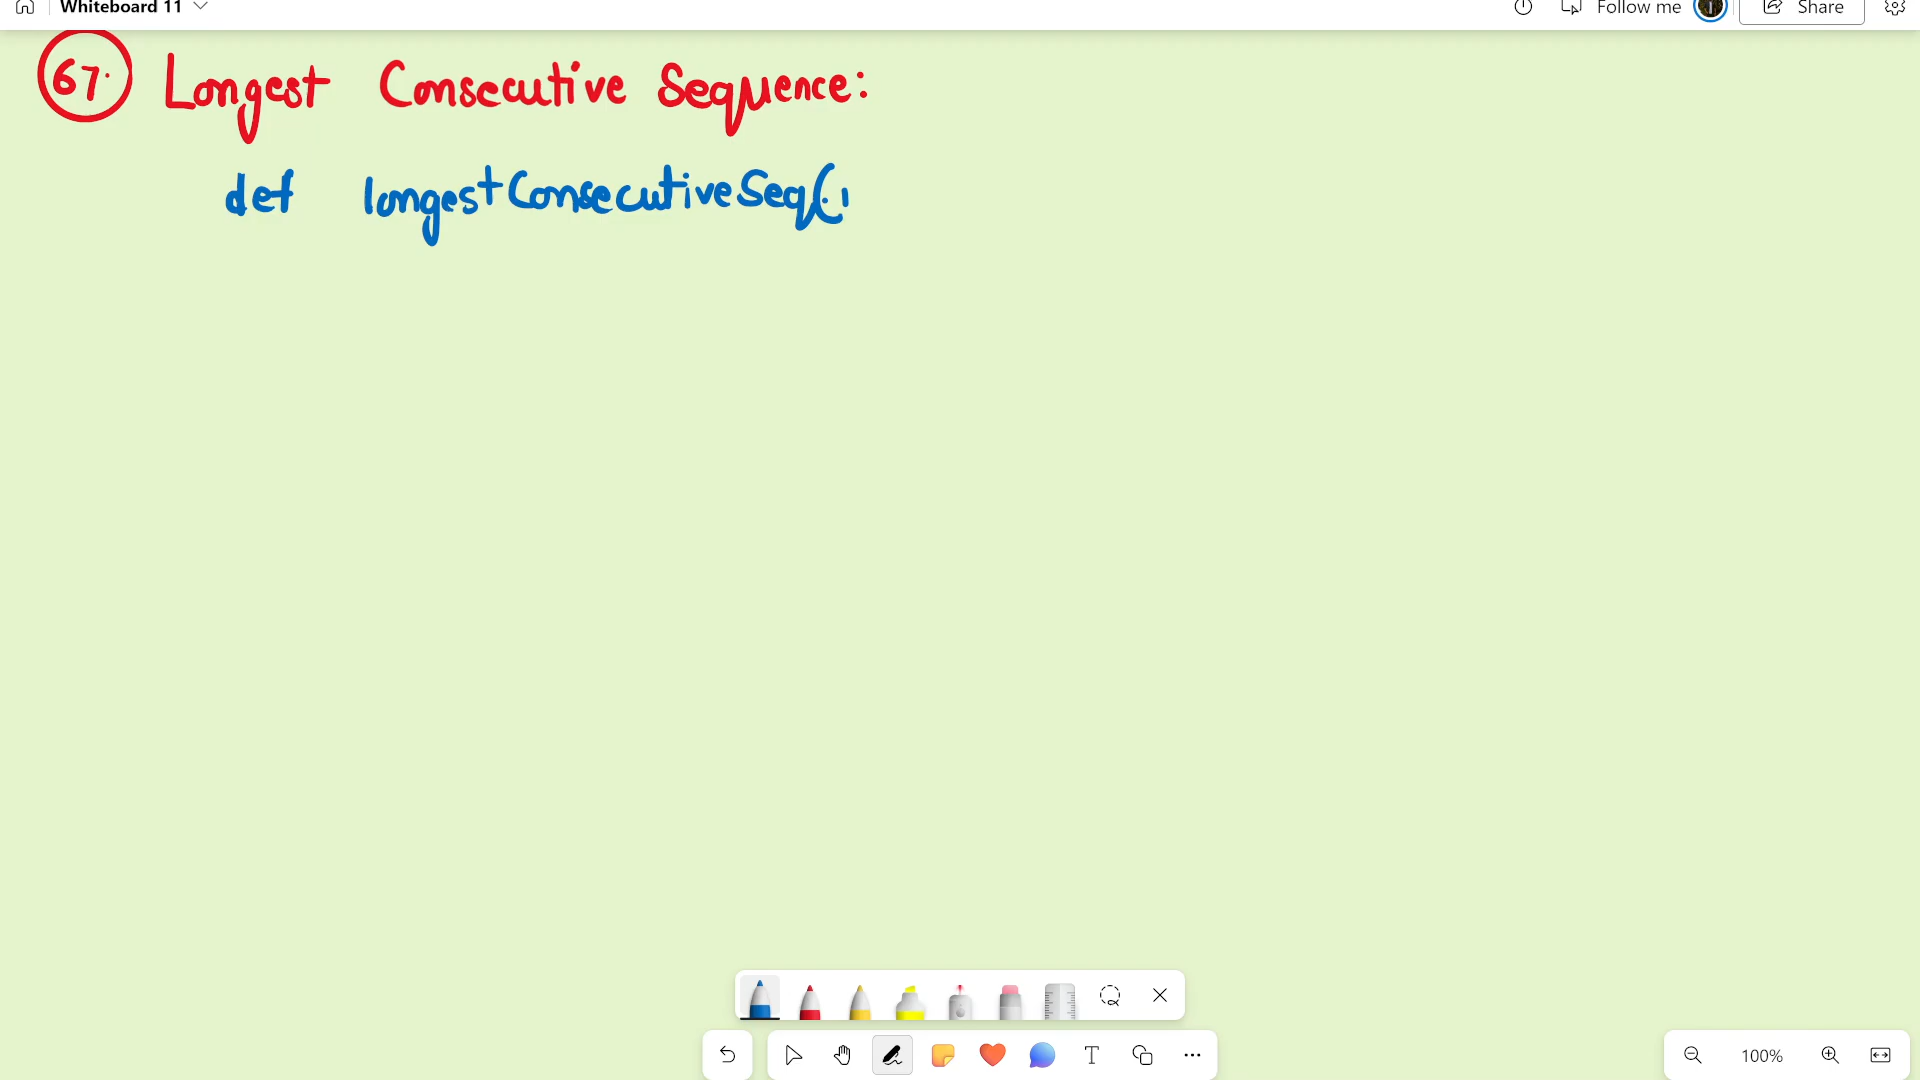 Whiteboard 11
Follow me
Share
67. Longest Consecutive Sequence:
def longestConsecutiveSeq(
100%